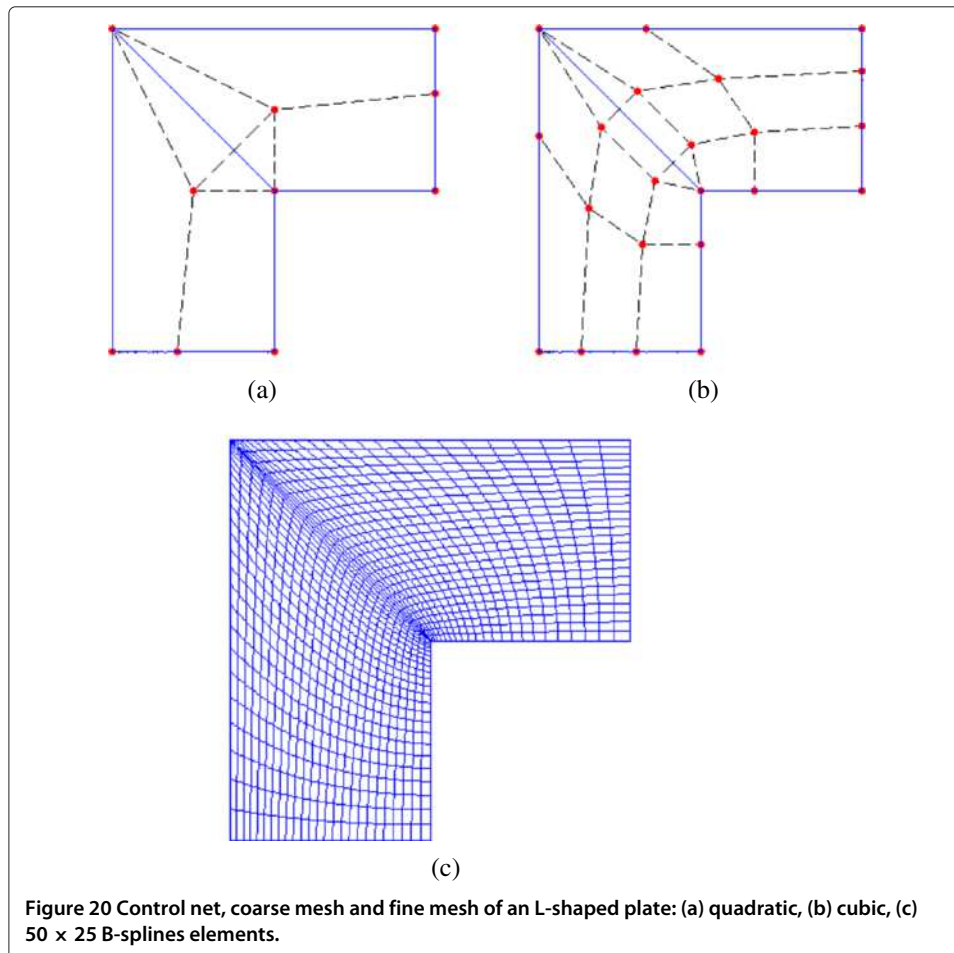 (a)
(b)
(c)
Figure 20 Control net, coarse mesh and fine mesh of an L-shaped plate: (a) quadratic, (b) cubic, (c)
50 × 25 B-splines elements.